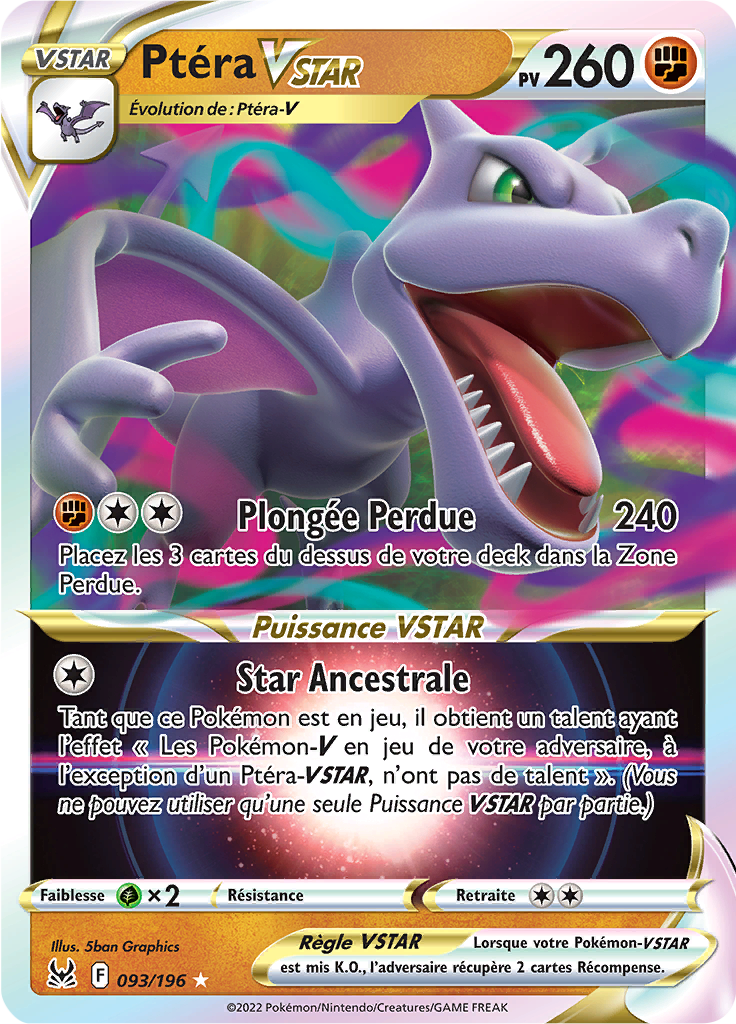 VSTAR
Ptéra VSTAR
PV 260
Évolution de : Ptéra-V
Plongée Perdue 240
Placez les 3 cartes du dessus de votre deck dans la Zone
Perdue.
Puissance VSTAR
Star Ancestrale
Tant que ce Pokémon est en jeu, il obtient un talent ayant
l'effet « Les Pokémon-V en jeu de votre adversaire, à
l'exception d'un Ptéra-VSTAR, n'ont pas de talent ». (Vous
ne pouvez utiliser qu'une seule Puissance VSTAR par partie.)
Faiblesse ×2 Résistance Retraite
Illus. 5ban Graphics
Règle VSTAR Lorsque votre Pokémon-VSTAR
est mis K.O., l'adversaire récupère 2 cartes Récompense.
F 093/196 ★
©2022 Pokémon/Nintendo/Creatures/GAME FREAK